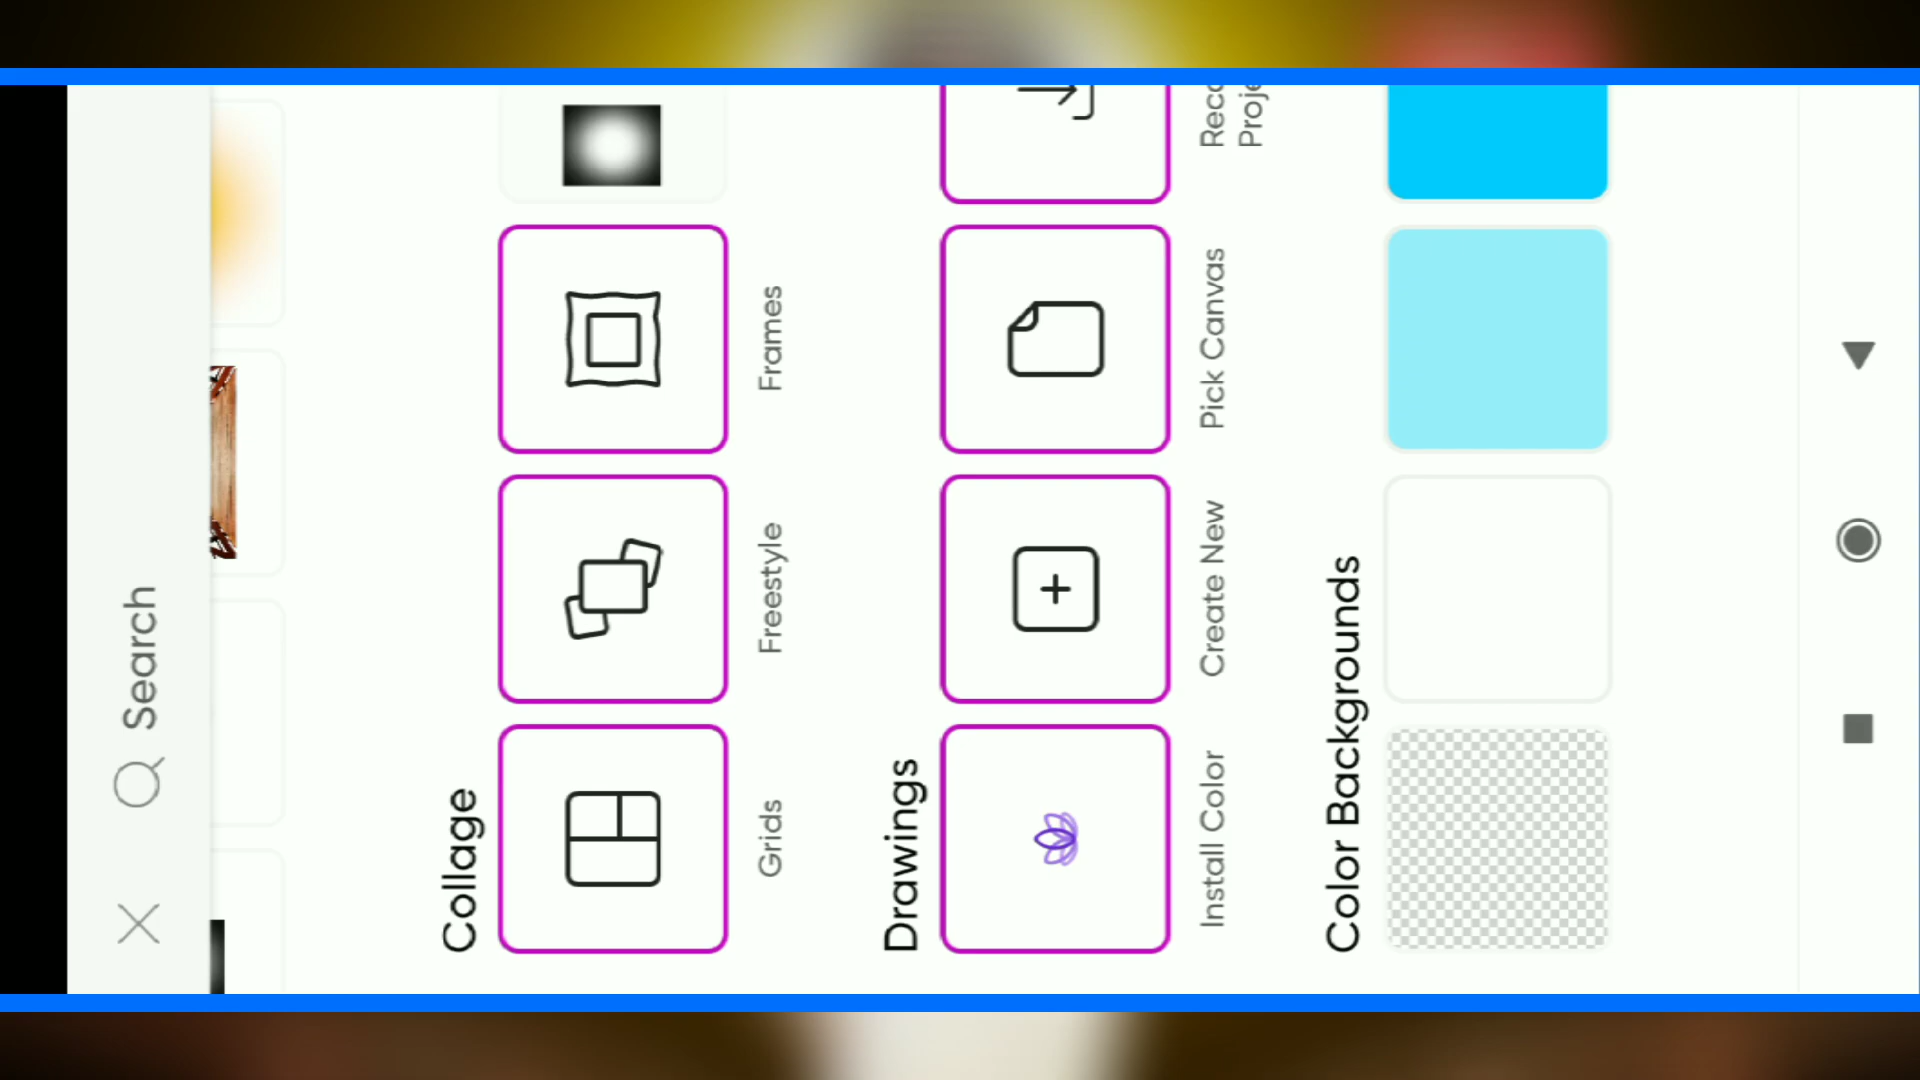 Search
Collage
Grids
Freestyle
Frames
Drawings
Install Color
Create New
Pick Canvas
Color Backgrounds